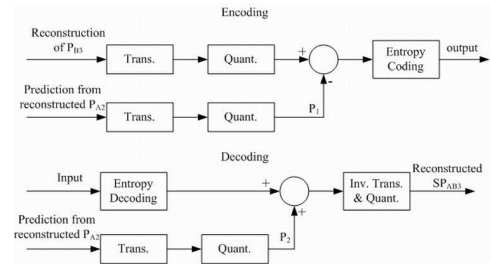 Encoding
Reconstruction
of P_B3
Trans.
Quant.
+
-
Entropy
Coding
output
Prediction from
reconstructed P_A2
Trans.
Quant.
P_1
Decoding
Input
Entropy
Decoding
+
+
Inv. Trans.
& Quant.
Reconstructed
SP_AB3
Prediction from
reconstructed P_A2
Trans.
Quant.
P_2